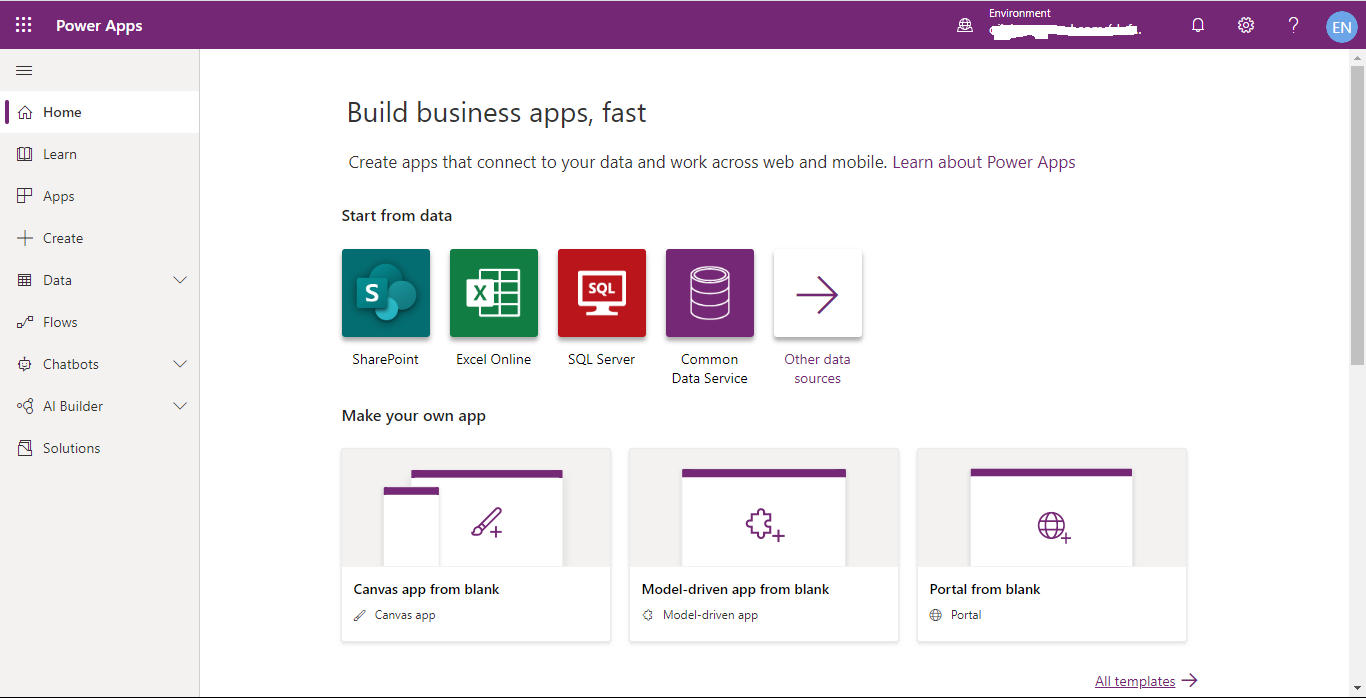 Power Apps
Environment
EN
Home
Learn
Apps
Create
Data
Flows
Chatbots
AI Builder
Solutions
Build business apps, fast
Create apps that connect to your data and work across web and mobile. Learn about Power Apps
Start from data
S
X
SQL
SharePoint
Excel Online
SQL Server
Common
Data Service
Other data
sources
Make your own app
Canvas app from blank
Canvas app
Model-driven app from blank
Model-driven app
Portal from blank
Portal
All templates